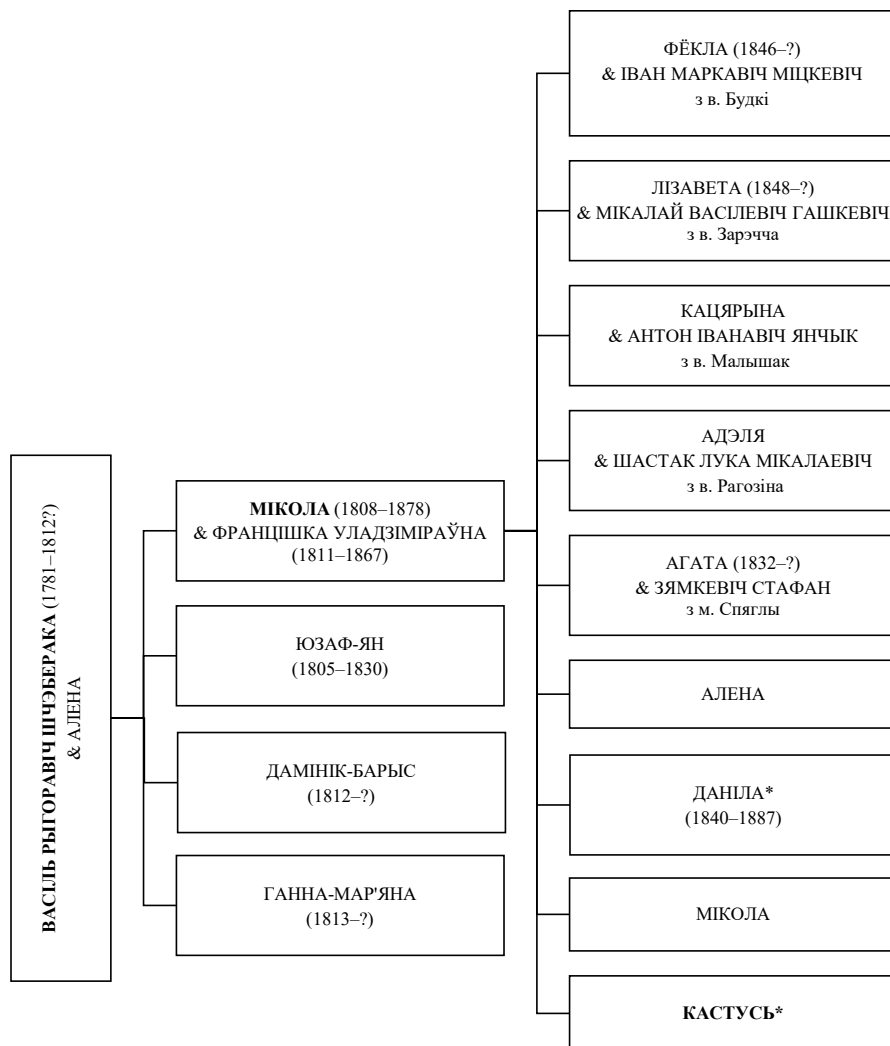 ВАСІЛЬ РЫГОРАВІЧ ШЧЭБЕРАКА (1781–1812?)
& АЛЕНА
МІКОЛА (1808–1878)
& ФРАНЦІШКА УЛАДЗІМІРАЎНА
(1811–1867)
ЮЗАФ-ЯН
(1805–1830)
ДАМІНІК-БАРЫС
(1812–?)
ГАННА-МАР'ЯНА
(1813–?)
ФЁКЛА (1846–?)
& ІВАН МАРКАВІЧ МІЦКЕВІЧ
з в. Будкі
ЛІЗАВЕТА (1848–?)
& МІКАЛАЙ ВАСІЛЕВІЧ ГАШКЕВІЧ
з в. Зарэчча
КАЦЯРЫНА
& АНТОН ІВАНАВІЧ ЯНЧЫК
з в. Малышак
АДЭЛЯ
& ШАСТАК ЛУКА МІКАЛАЕВІЧ
з в. Рагозіна
АГАТА (1832–?)
& ЗЯМКЕВІЧ СТАФАН
з м. Спяглы
АЛЕНА
ДАНІЛА*
(1840–1887)
МІКОЛА
КАСТУСЬ*